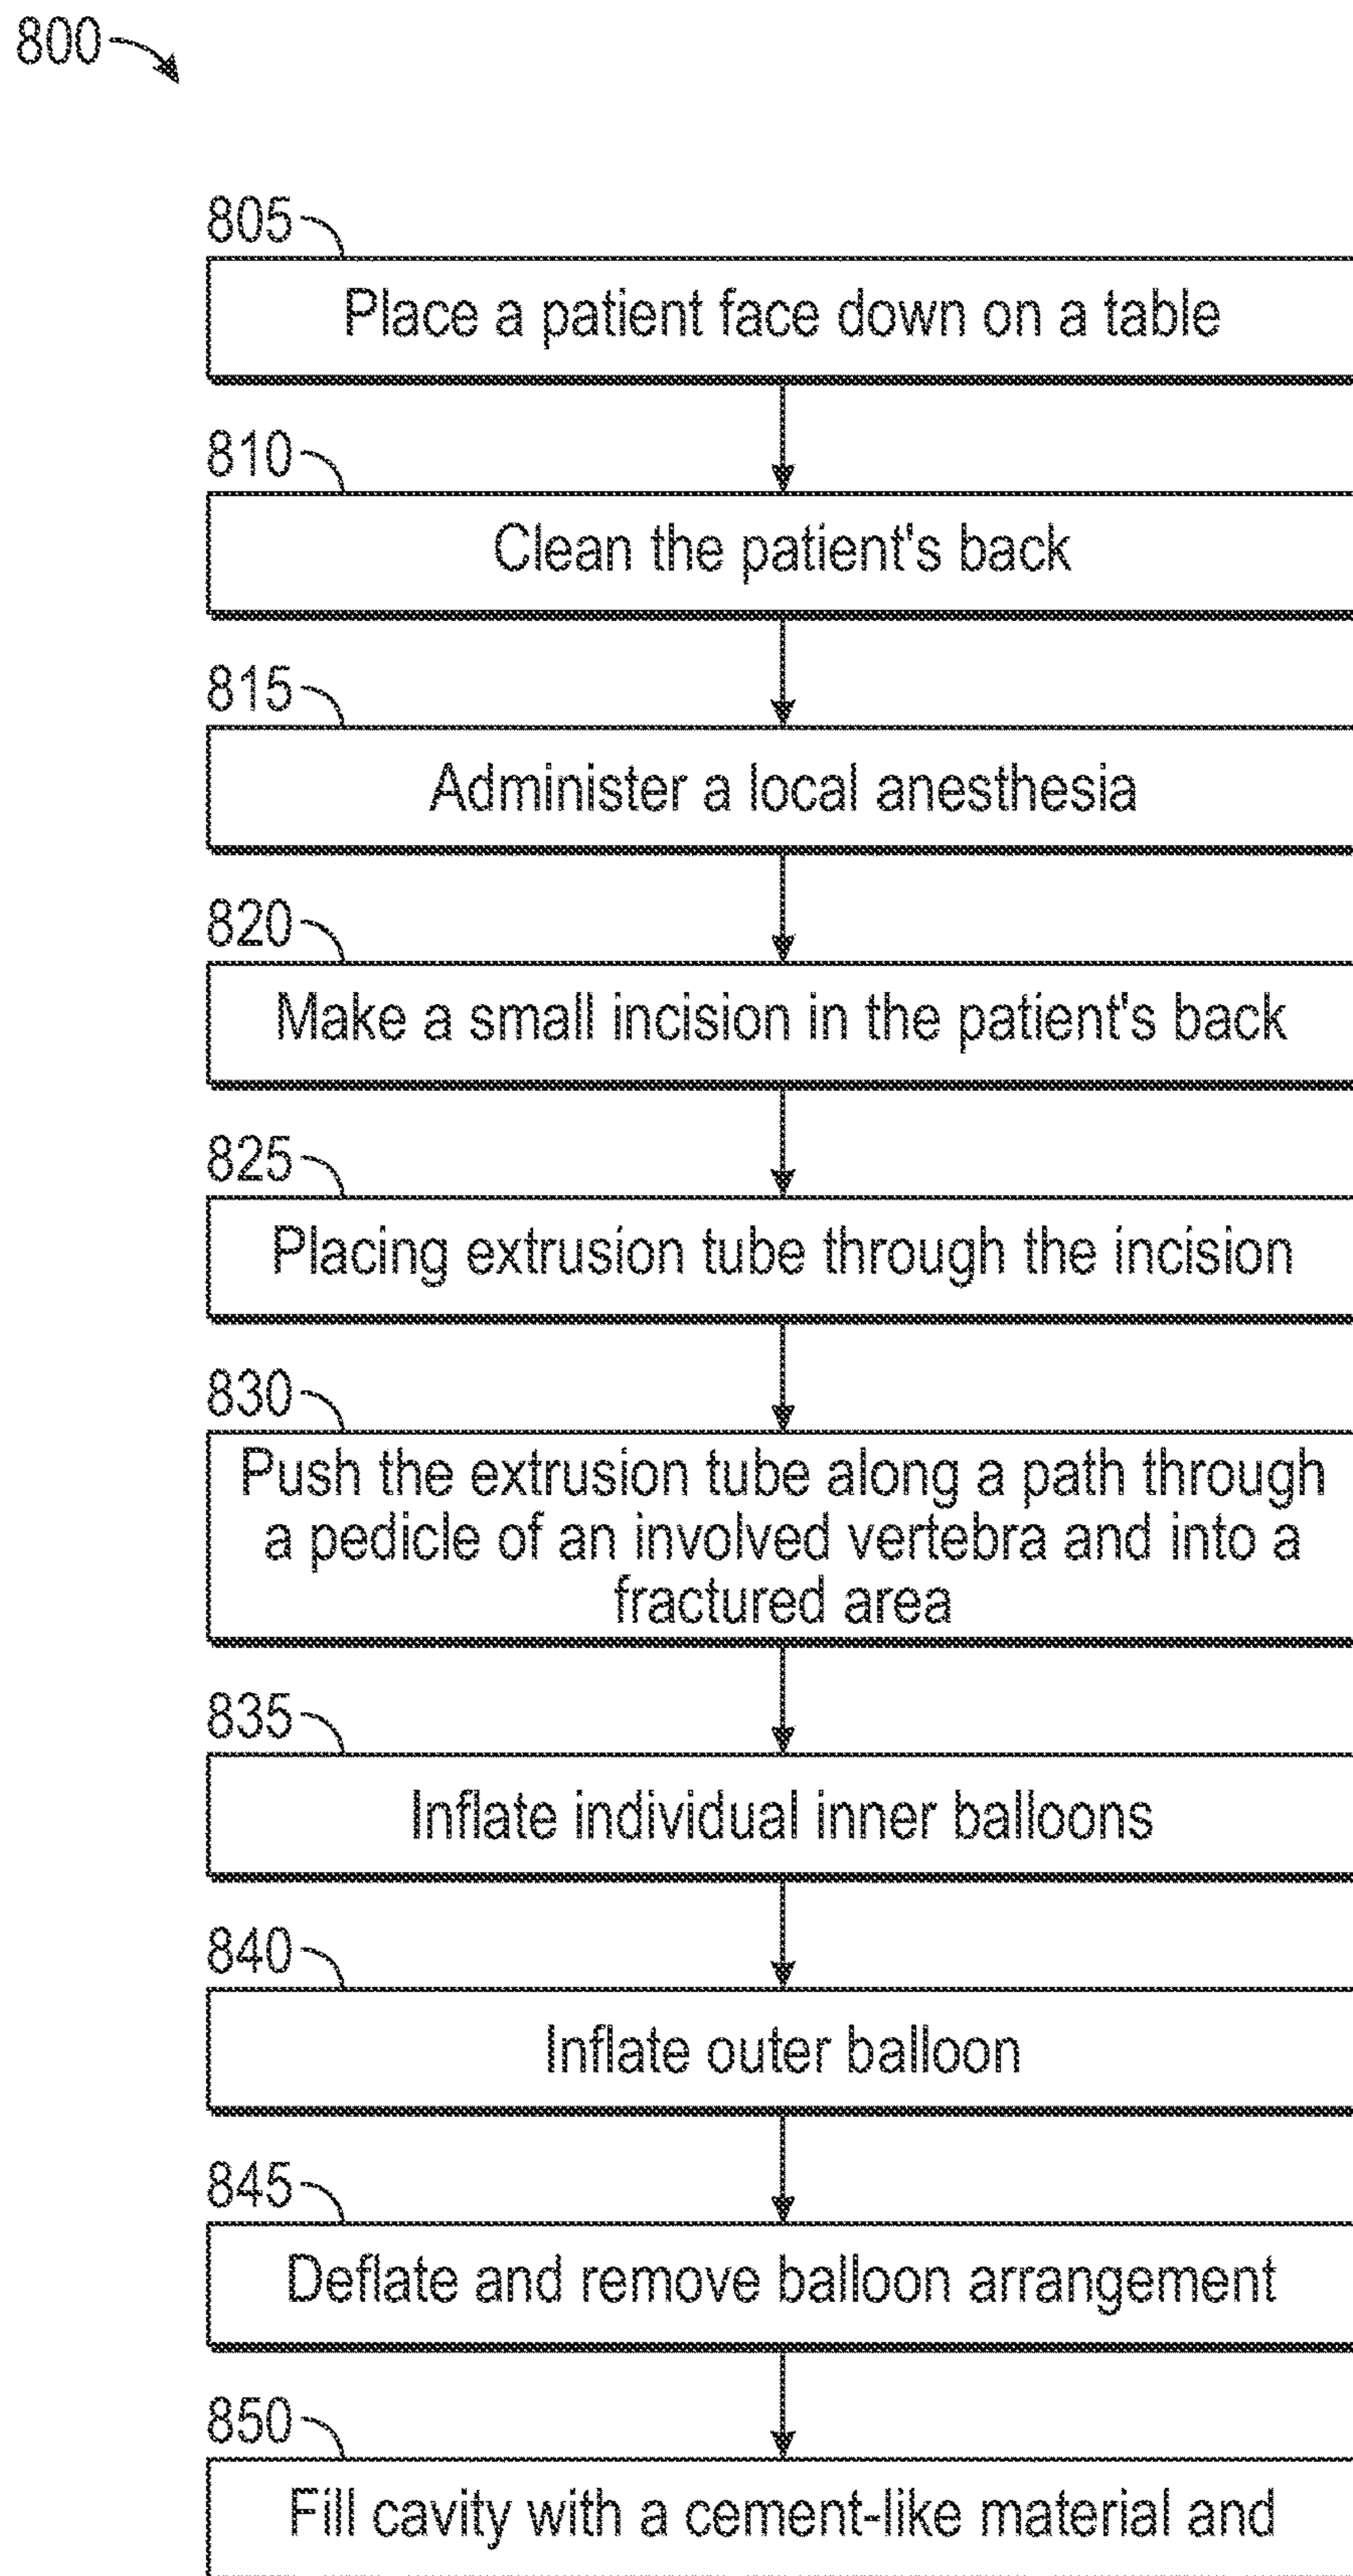 800
805
Place a patient face down on a table
810
Clean the patient's back
815
Administer a local anesthesia
820
Make a small incision in the patient's back
825
Placing extrusion tube through the incision
830
Push the extrusion tube along a path through
a pedicle of an involved vertebra and into a
fractured area
835
Inflate individual inner balloons
840
Inflate outer balloon
845
Deflate and remove balloon arrangement
850
Fill cavity with a cement-like material and